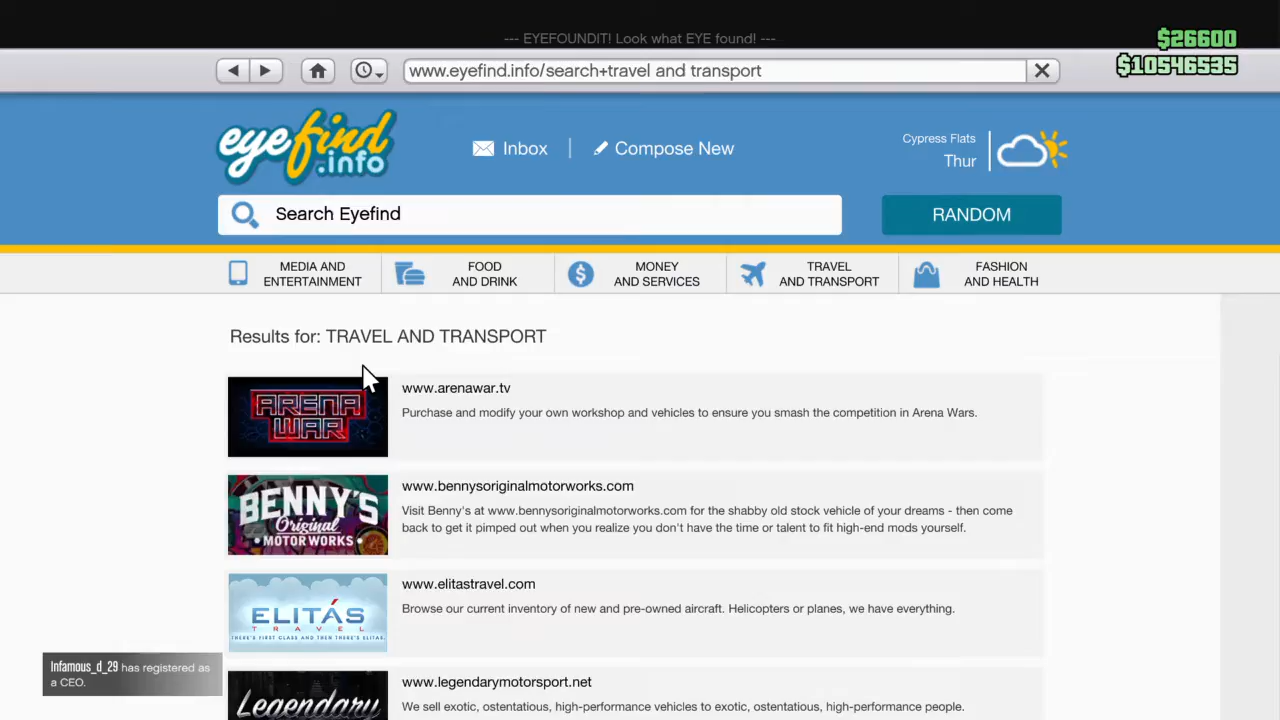 --- EYEFOUNDIT! Look what EYE found! ---
$26600
$10546535
www.eyefind.info/search+travel and transport
eyefind
.info
Inbox
Compose New
Cypress Flats
Thur
Search Eyefind
RANDOM
MEDIA AND
ENTERTAINMENT
FOOD
AND DRINK
MONEY
AND SERVICES
TRAVEL
AND TRANSPORT
FASHION
AND HEALTH
Results for: TRAVEL AND TRANSPORT
ARENA
WAR
www.arenawar.tv
Purchase and modify your own workshop and vehicles to ensure you smash the competition in Arena Wars.
BENNY'S
Original
• MOTOR WORKS •
www.bennysoriginalmotorworks.com
Visit Benny's at www.bennysoriginalmotorworks.com for the shabby old stock vehicle of your dreams - then come
back to get it pimped out when you realize you don't have the time or talent to fit high-end mods yourself.
ELITÁS
TRAVEL
THERE'S FIRST CLASS AND THEN THERE'S ELITAS.
www.elitastravel.com
Browse our current inventory of new and pre-owned aircraft. Helicopters or planes, we have everything.
Infamous_d_29 has registered as
a CEO.
Legendary
www.legendarymotorsport.net
We sell exotic, ostentatious, high-performance vehicles to exotic, ostentatious, high-performance people.